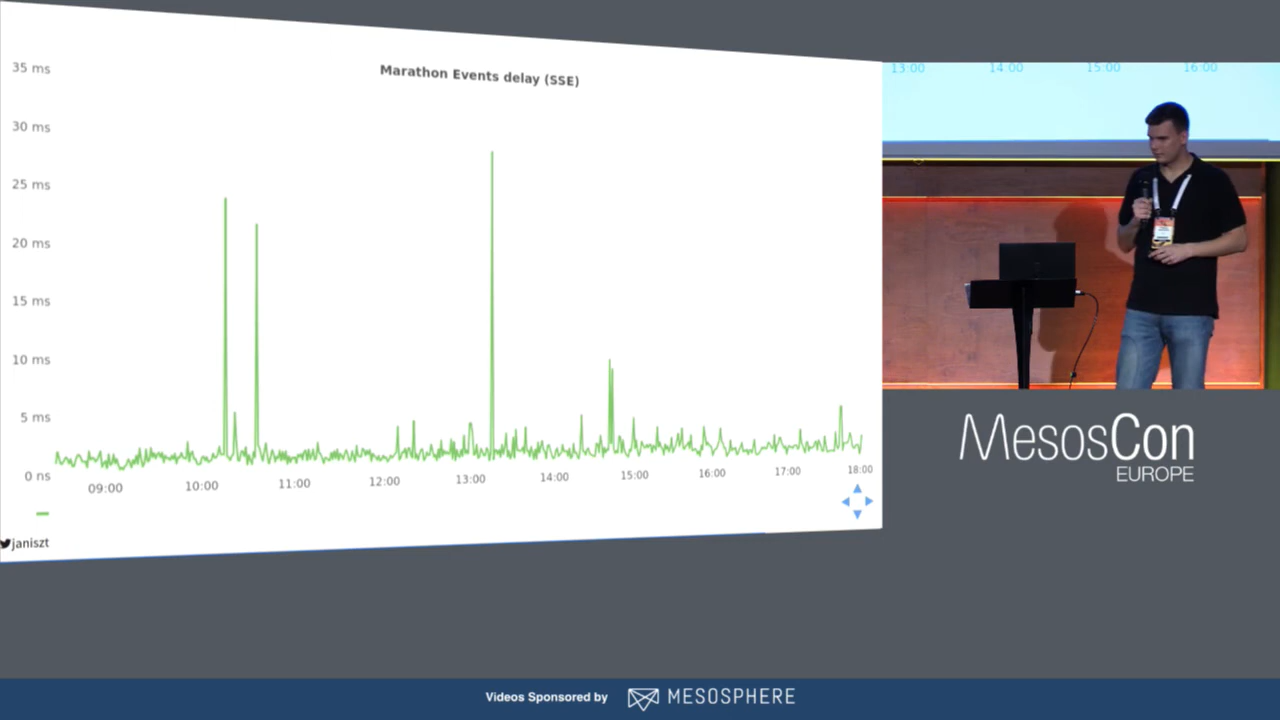 Marathon Events delay (SSE)
35 ms
30 ms
25 ms
20 ms
15 ms
10 ms
5 ms
0 ns
09:00 10:00 11:00 12:00 13:00 14:00 15:00 16:00 17:00 18:00
janiszt
13:00 14:00 15:00 16:00
MesosCon
EUROPE
Videos Sponsored by MESOSPHERE